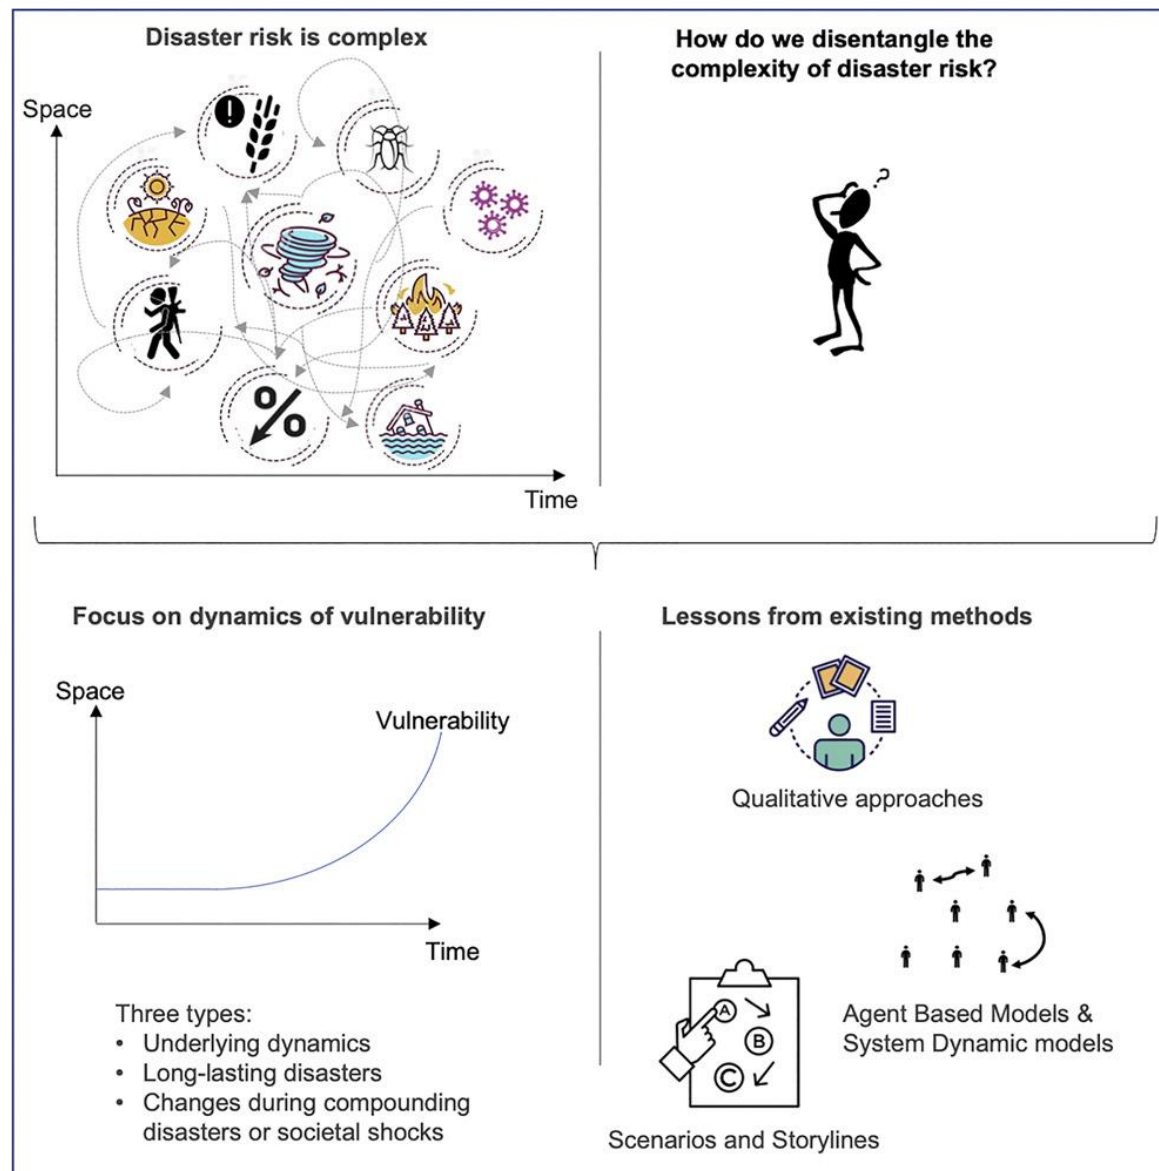 Disaster risk is complex
How do we disentangle the
complexity of disaster risk?
Space
!
?
%
Time
Focus on dynamics of vulnerability
Space
Vulnerability
Time
Three types:
• Underlying dynamics
• Long-lasting disasters
• Changes during compounding
disasters or societal shocks
Lessons from existing methods
Qualitative approaches
Agent Based Models &
System Dynamic models
A
B
C
Scenarios and Storylines